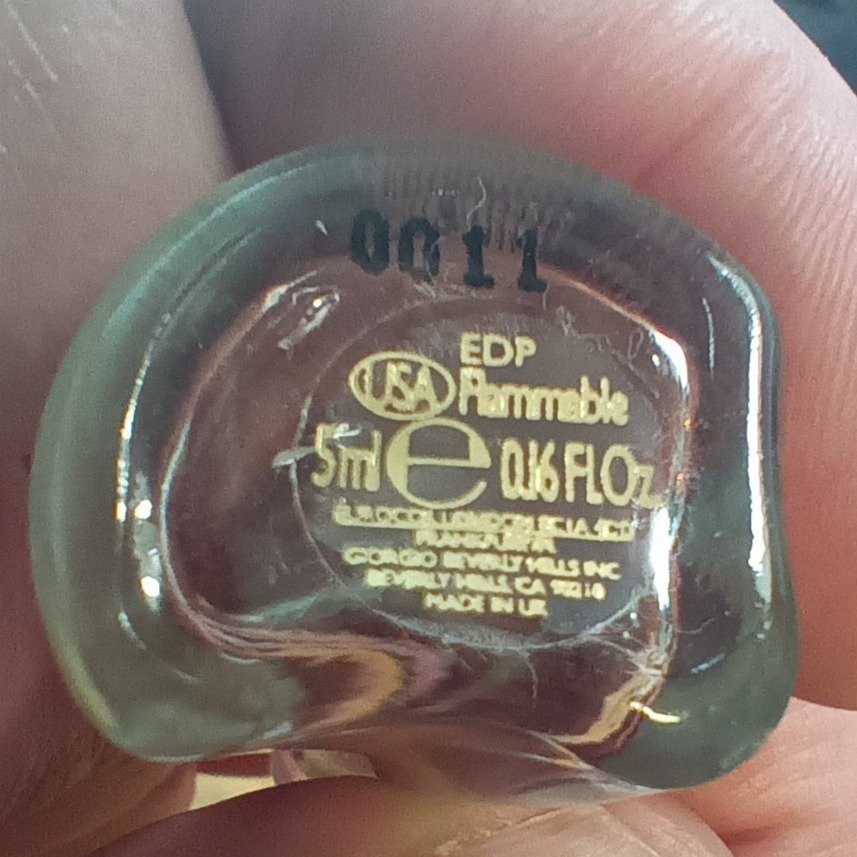 0011
EDP
USA Flammable
5ml e 0.16 FL.Oz
LONDON
GIORGIO BEVERLY HILLS INC
BEVERLY HILLS, CA 90210
MADE IN UK